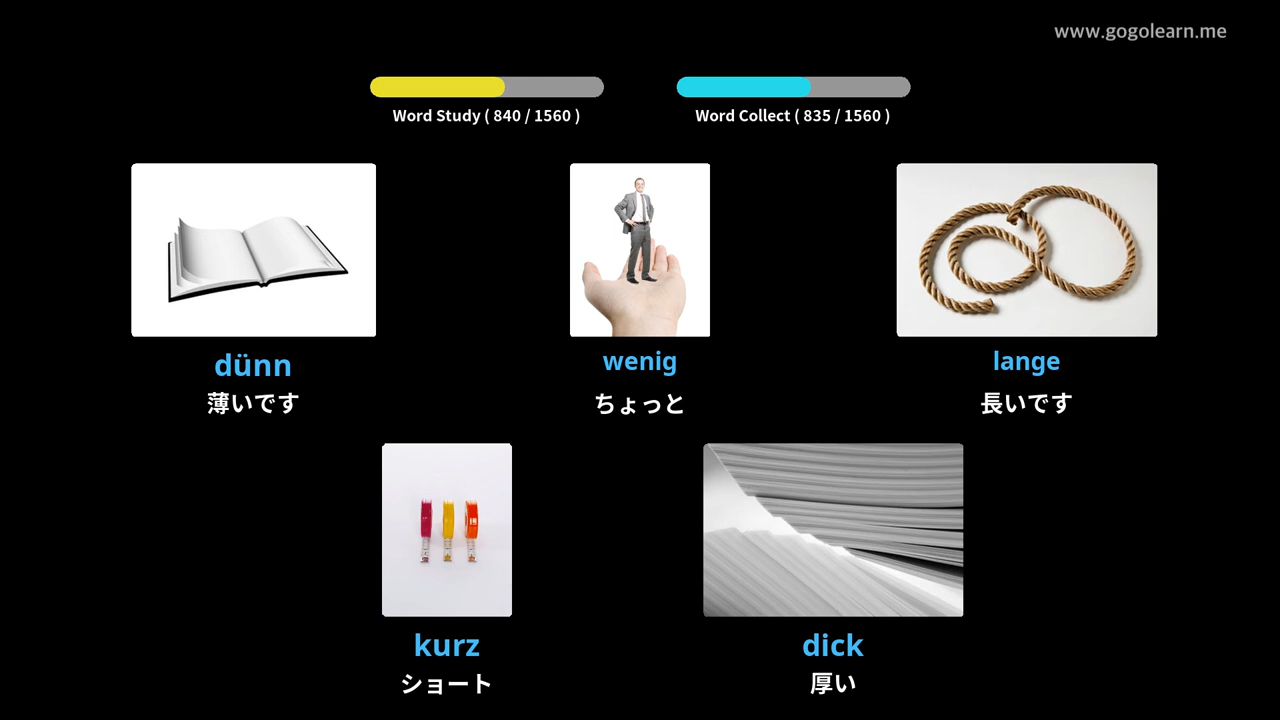 www.gogolearn.me
Word Study ( 840 / 1560 )
Word Collect ( 835 / 1560 )
dünn
薄いです
wenig
ちょっと
lange
長いです
kurz
ショート
dick
厚い